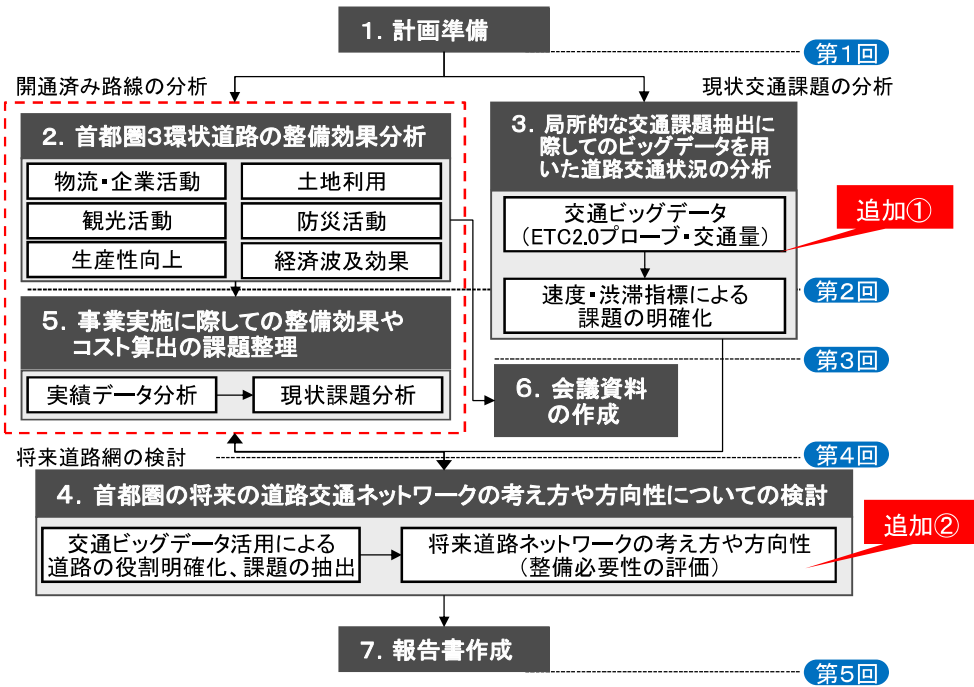 1. 計画準備
第1回
開通済み路線の分析
現状交通課題の分析
2. 首都圏3環状道路の整備効果分析
物流・企業活動
土地利用
観光活動
防災活動
生産性向上
経済波及効果
3. 局所的な交通課題抽出に
際してのビッグデータを用
いた道路交通状況の分析
交通ビッグデータ
(ETC2.0プローブ・交通量)
追加①
第2回
速度・渋滞指標による
課題の明確化
5. 事業実施に際しての整備効果や
コスト算出の課題整理
実績データ分析
現状課題分析
第3回
6. 会議資料
の作成
将来道路網の検討
第4回
4. 首都圏の将来の道路交通ネットワークの考え方や方向性についての検討
交通ビッグデータ活用による
道路の役割明確化、課題の抽出
将来道路ネットワークの考え方や方向性
(整備必要性の評価)
追加②
7. 報告書作成
第5回